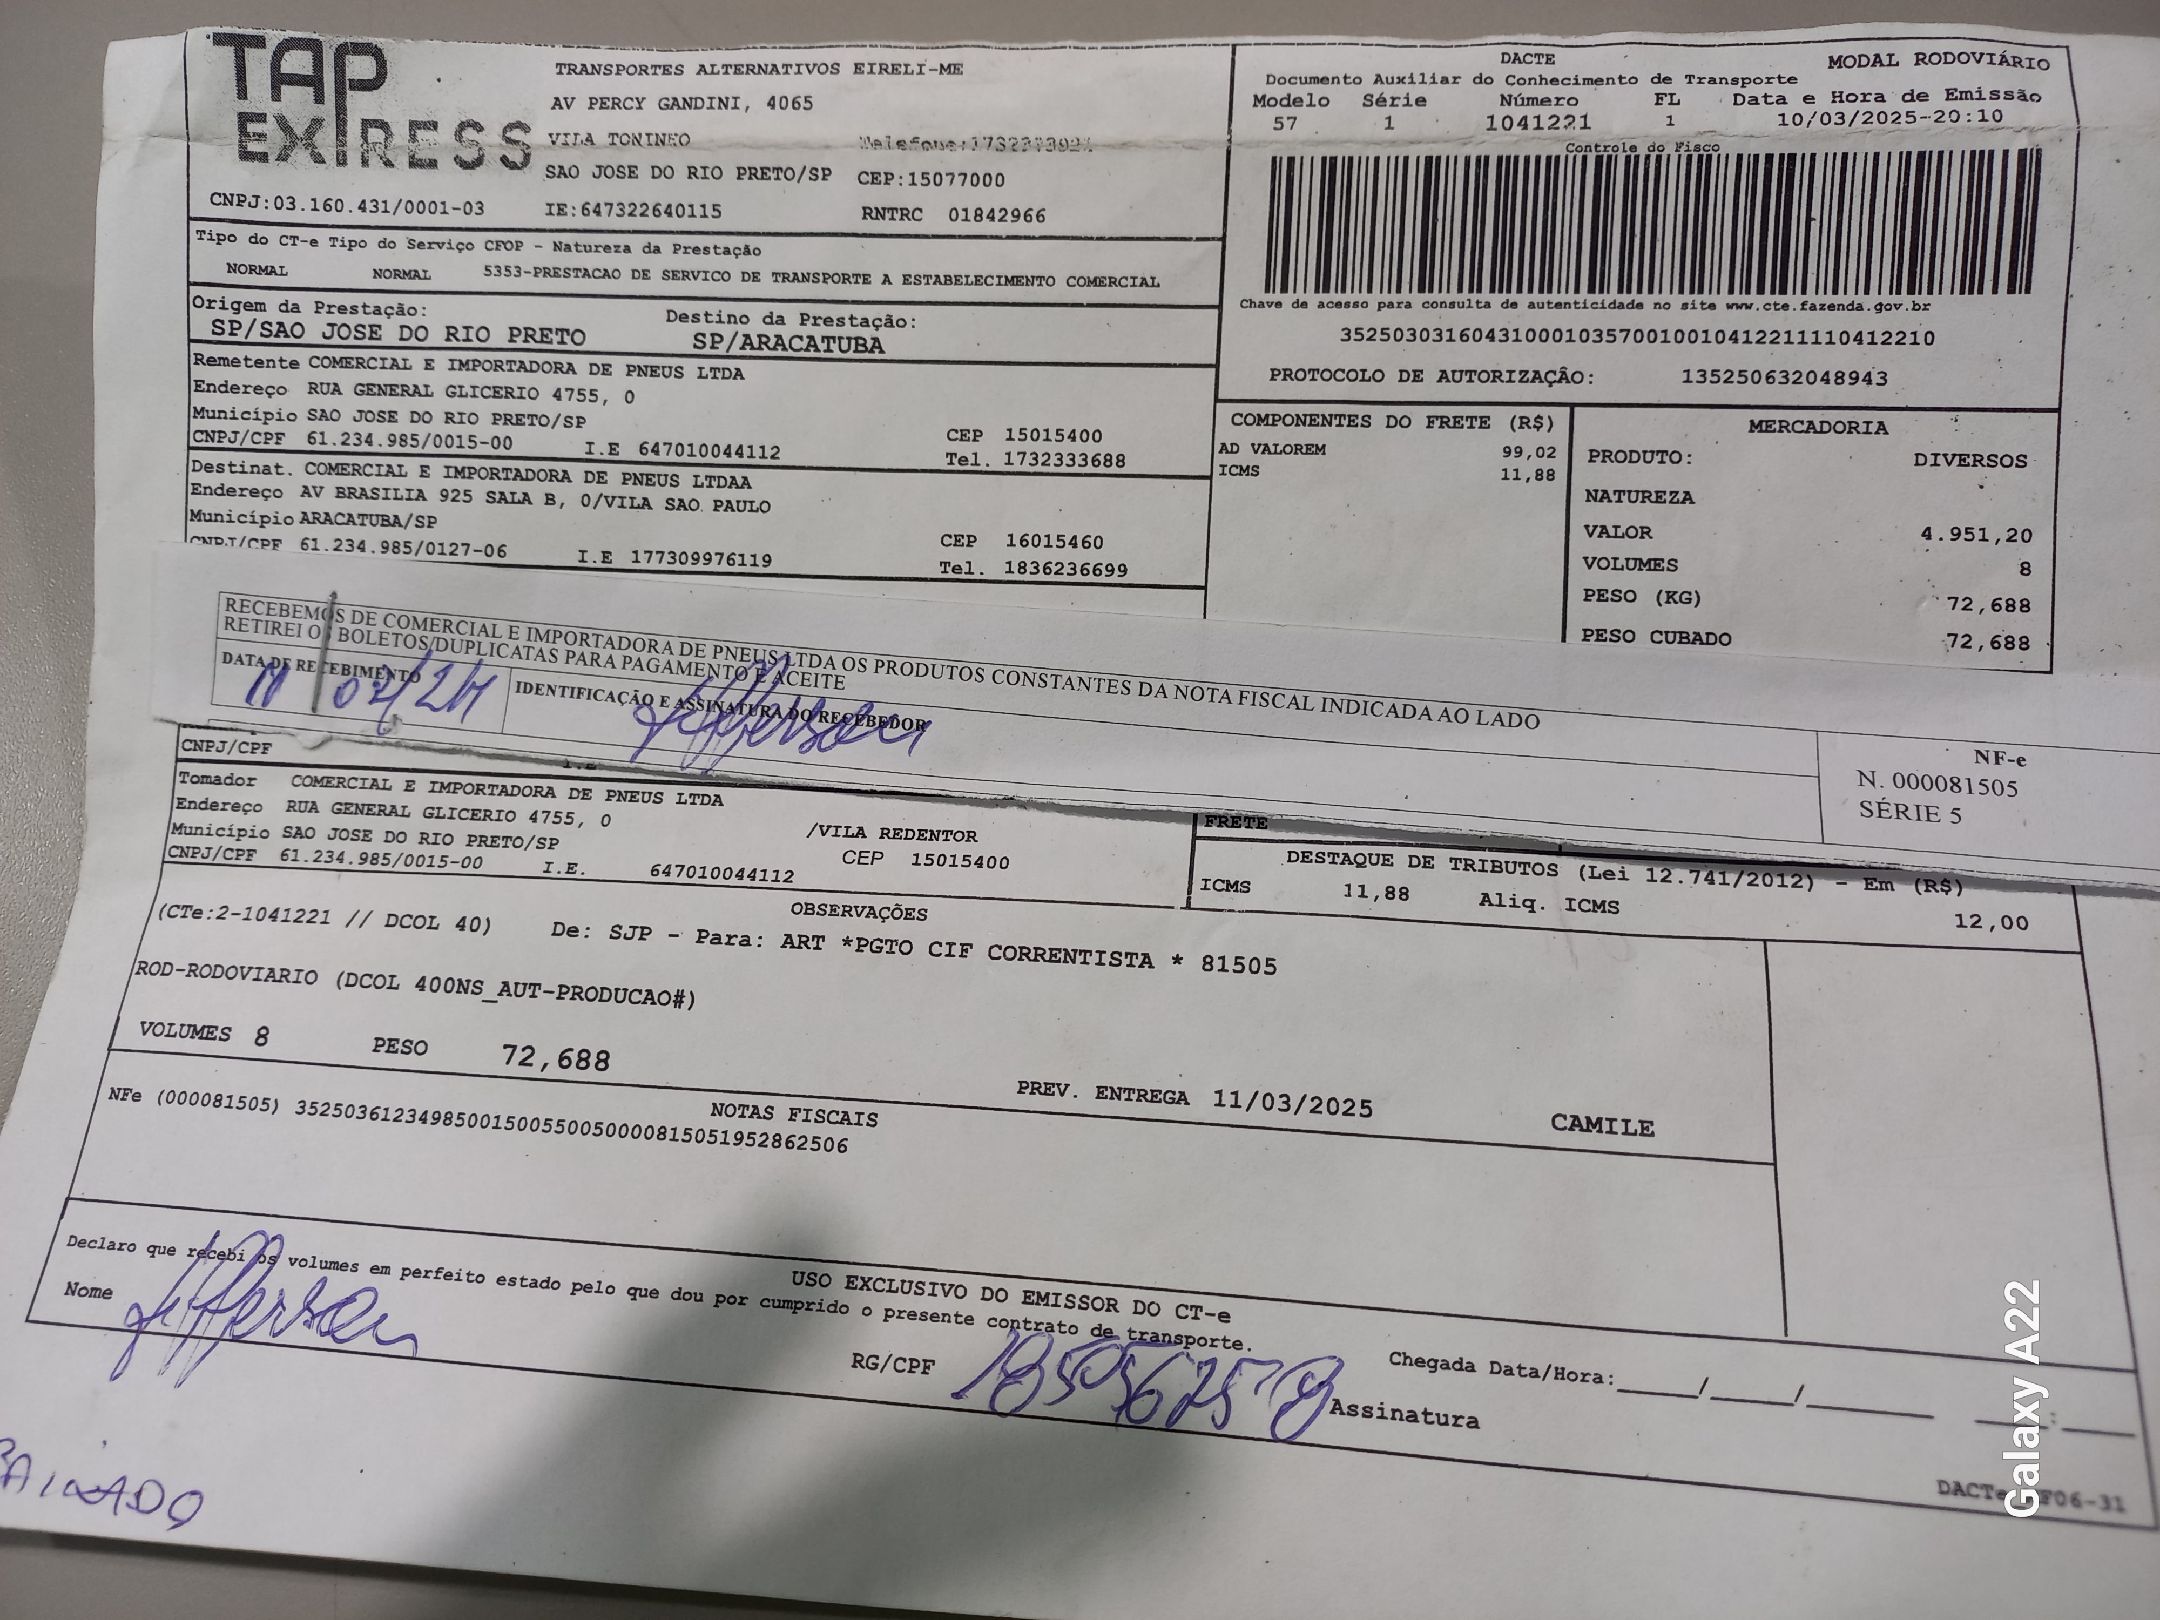 TAP EXPRESS
TRANSPORTES ALTERNATIVOS EIRELI-ME
AV PERCY GANDINI, 4065
VILA TONINHO
SAO JOSE DO RIO PRETO/SP CEP:15077000
CNPJ:03.160.431/0001-03 IE:647322640115 RNTRC 01842966
DACTE MODAL RODOVIÁRIO
Documento Auxiliar do Conhecimento de Transporte
Modelo Série Número FL Data e Hora de Emissão
57 1 1041221 1 10/03/2025-20:10
Controle do Fisco
Chave de acesso para consulta de autenticidade no site www.cte.fazenda.gov.br
35250303160431000103570010010412211110412210
PROTOCOLO DE AUTORIZAÇÃO: 135250632048943
Tipo do CT-e Tipo do Serviço CFOP - Natureza da Prestação
NORMAL NORMAL 5353-PRESTACAO DE SERVICO DE TRANSPORTE A ESTABELECIMENTO COMERCIAL
Origem da Prestação: Destino da Prestação:
SP/SAO JOSE DO RIO PRETO SP/ARACATUBA
Remetente COMERCIAL E IMPORTADORA DE PNEUS LTDA
Endereço RUA GENERAL GLICERIO 4755, 0
Município SAO JOSE DO RIO PRETO/SP CEP 15015400
CNPJ/CPF 61.234.985/0015-00 I.E 647010044112 Tel. 1732333688
Destinat. COMERCIAL E IMPORTADORA DE PNEUS LTDAA
Endereço AV BRASILIA 925 SALA B, 0/VILA SAO PAULO
Município ARACATUBA/SP CEP 16015460
CNPJ/CPF 61.234.985/0127-06 I.E 177309976119 Tel. 1836236699
COMPONENTES DO FRETE (R$)
AD VALOREM 99,02
ICMS 11,88
MERCADORIA
PRODUTO: DIVERSOS
NATUREZA
VALOR 4.951,20
VOLUMES 8
PESO (KG) 72,688
PESO CUBADO 72,688
RECEBEMOS DE COMERCIAL E IMPORTADORA DE PNEUS LTDA OS PRODUTOS CONSTANTES DA NOTA FISCAL INDICADA AO LADO
RETIREI OS BOLETOS/DUPLICATAS PARA PAGAMENTO E ACEITE
DATA DE RECEBIMENTO IDENTIFICAÇÃO E ASSINATURA DO RECEBEDOR
Jefferson
NF-e
N. 000081505
SÉRIE 5
CNPJ/CPF
Tomador COMERCIAL E IMPORTADORA DE PNEUS LTDA
Endereço RUA GENERAL GLICERIO 4755, 0 /VILA REDENTOR
Município SAO JOSE DO RIO PRETO/SP CEP 15015400
CNPJ/CPF 61.234.985/0015-00 I.E. 647010044112
FRETE
DESTAQUE DE TRIBUTOS (Lei 12.741/2012) - Em (R$)
ICMS 11,88 Aliq. ICMS 12,00
OBSERVAÇÕES
(CTe:2-1041221 // DCOL 40) De: SJP - Para: ART *PGTO CIF CORRENTISTA * 81505
ROD-RODOVIARIO (DCOL 400NS_AUT-PRODUCAO#)
VOLUMES 8 PESO 72,688 PREV. ENTREGA 11/03/2025 CAMILE
NOTAS FISCAIS
NFe (000081505) 35250361234985001500550050000815051952862506
USO EXCLUSIVO DO EMISSOR DO CT-e
Declaro que recebi os volumes em perfeito estado pelo que dou por cumprido o presente contrato de transporte.
Nome Jefferson RG/CPF Assinatura Chegada Data/Hora:____/____/______ ____:____
BAIXADO
Galaxy A22